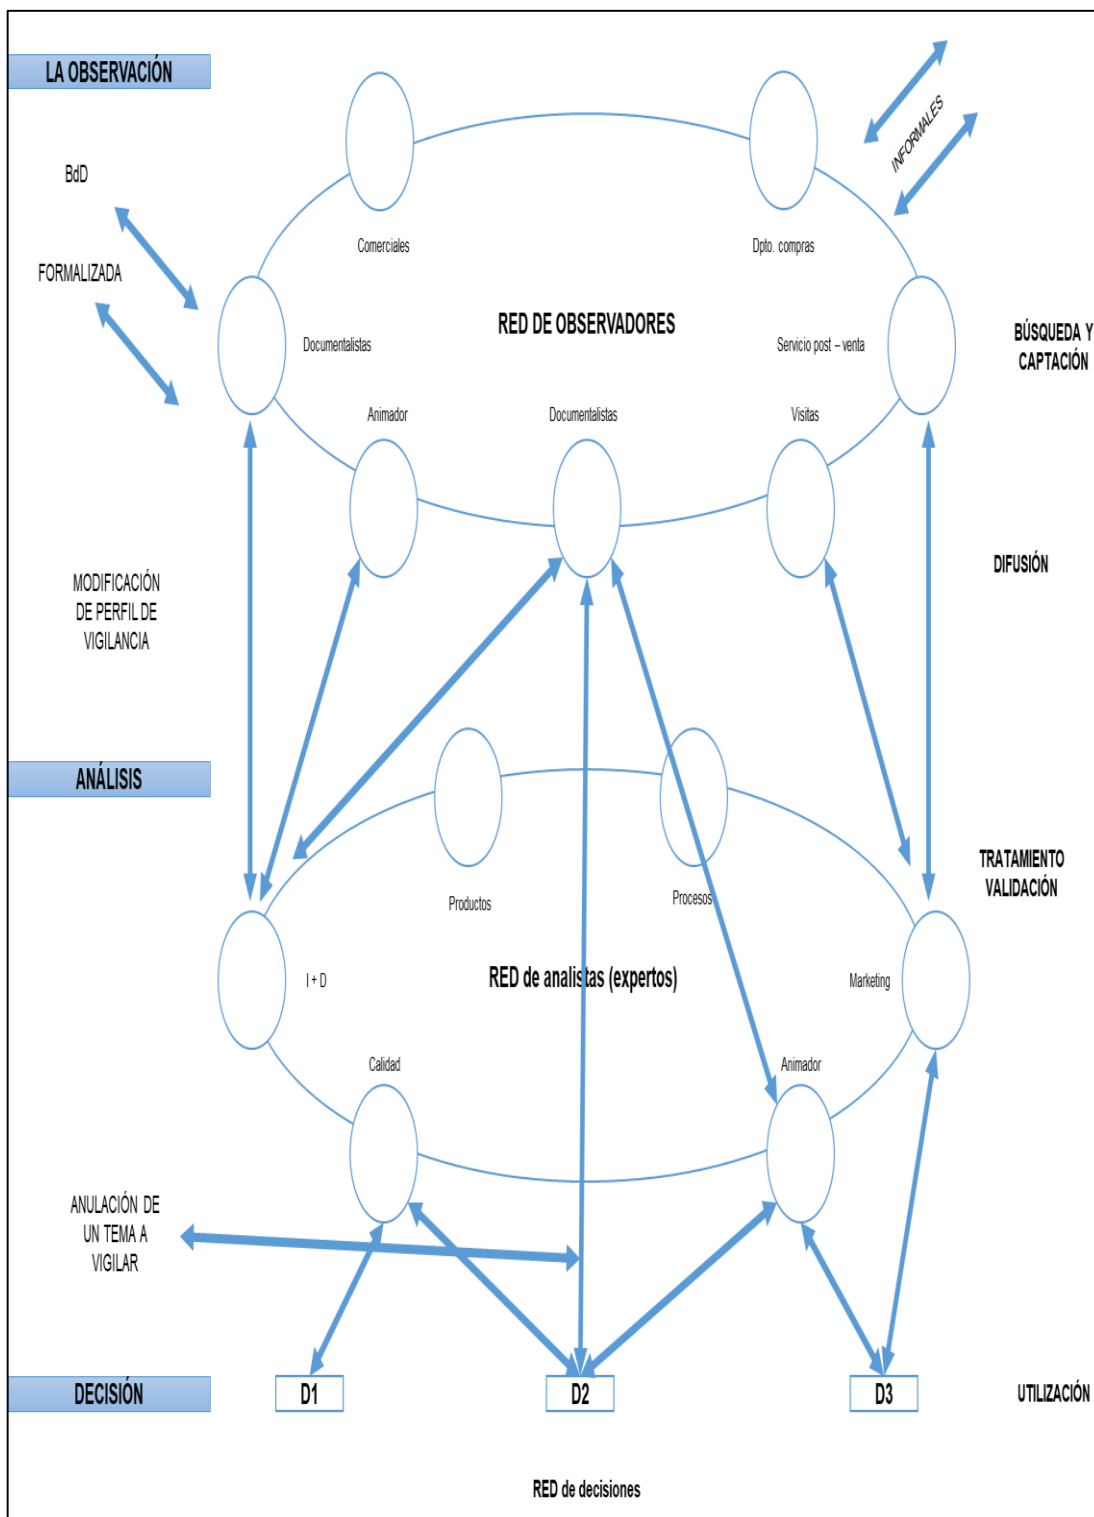 LA OBSERVACIÓN
INFORMALES
BdD
Comerciales
Dpto. compras
FORMALIZADA
RED DE OBSERVADORES
Documentalistas
Servicio post – venta
BÚSQUEDA Y
CAPTACIÓN
Animador
Documentalistas
Visitas
DIFUSIÓN
MODIFICACIÓN
DE PERFIL DE
VIGILANCIA
ANÁLISIS
TRATAMIENTO
VALIDACIÓN
Productos
Procesos
I + D
RED de analistas (expertos)
Marketing
Calidad
Animador
ANULACIÓN DE
UN TEMA A
VIGILAR
DECISIÓN
D1
D2
D3
UTILIZACIÓN
RED de decisiones